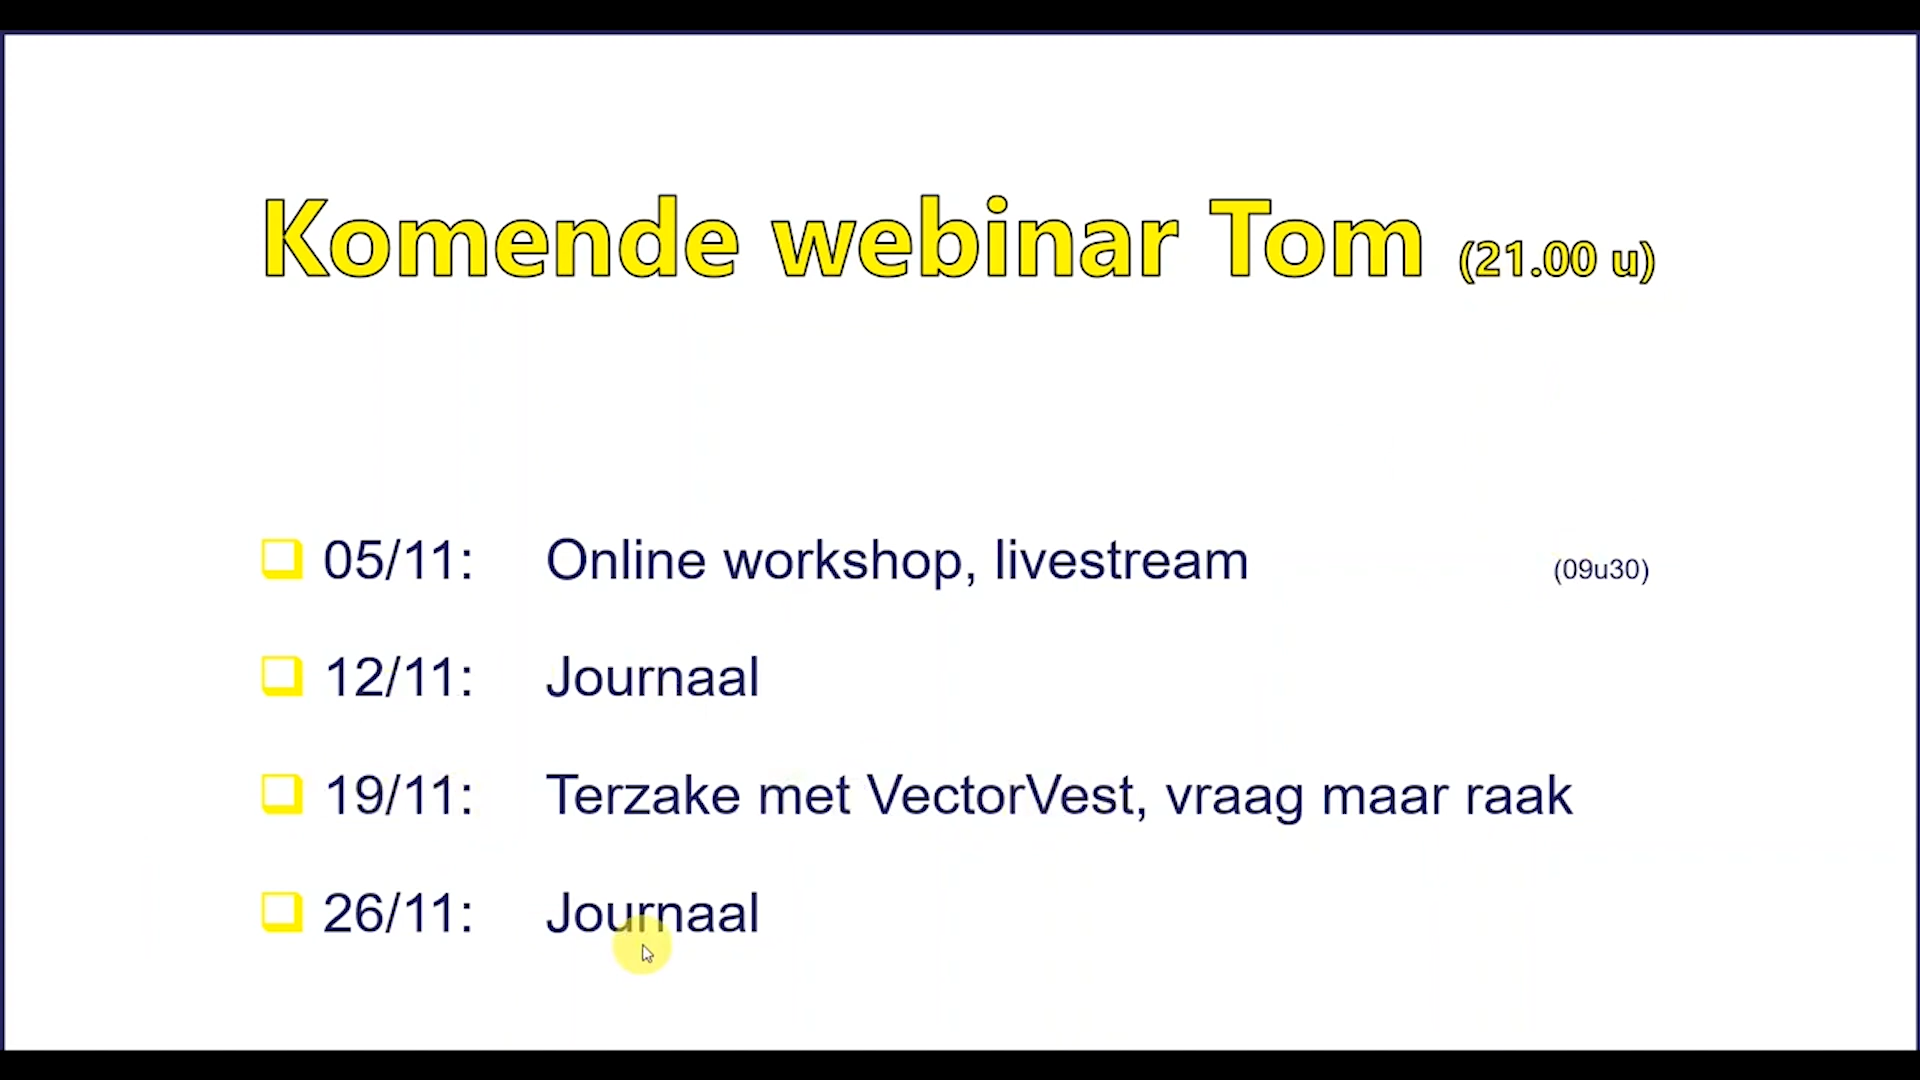 Komende webinar Tom (21.00 u)
05/11: Online workshop, livestream (09u30)
12/11: Journaal
19/11: Terzake met VectorVest, vraag maar raak
26/11: Journaal